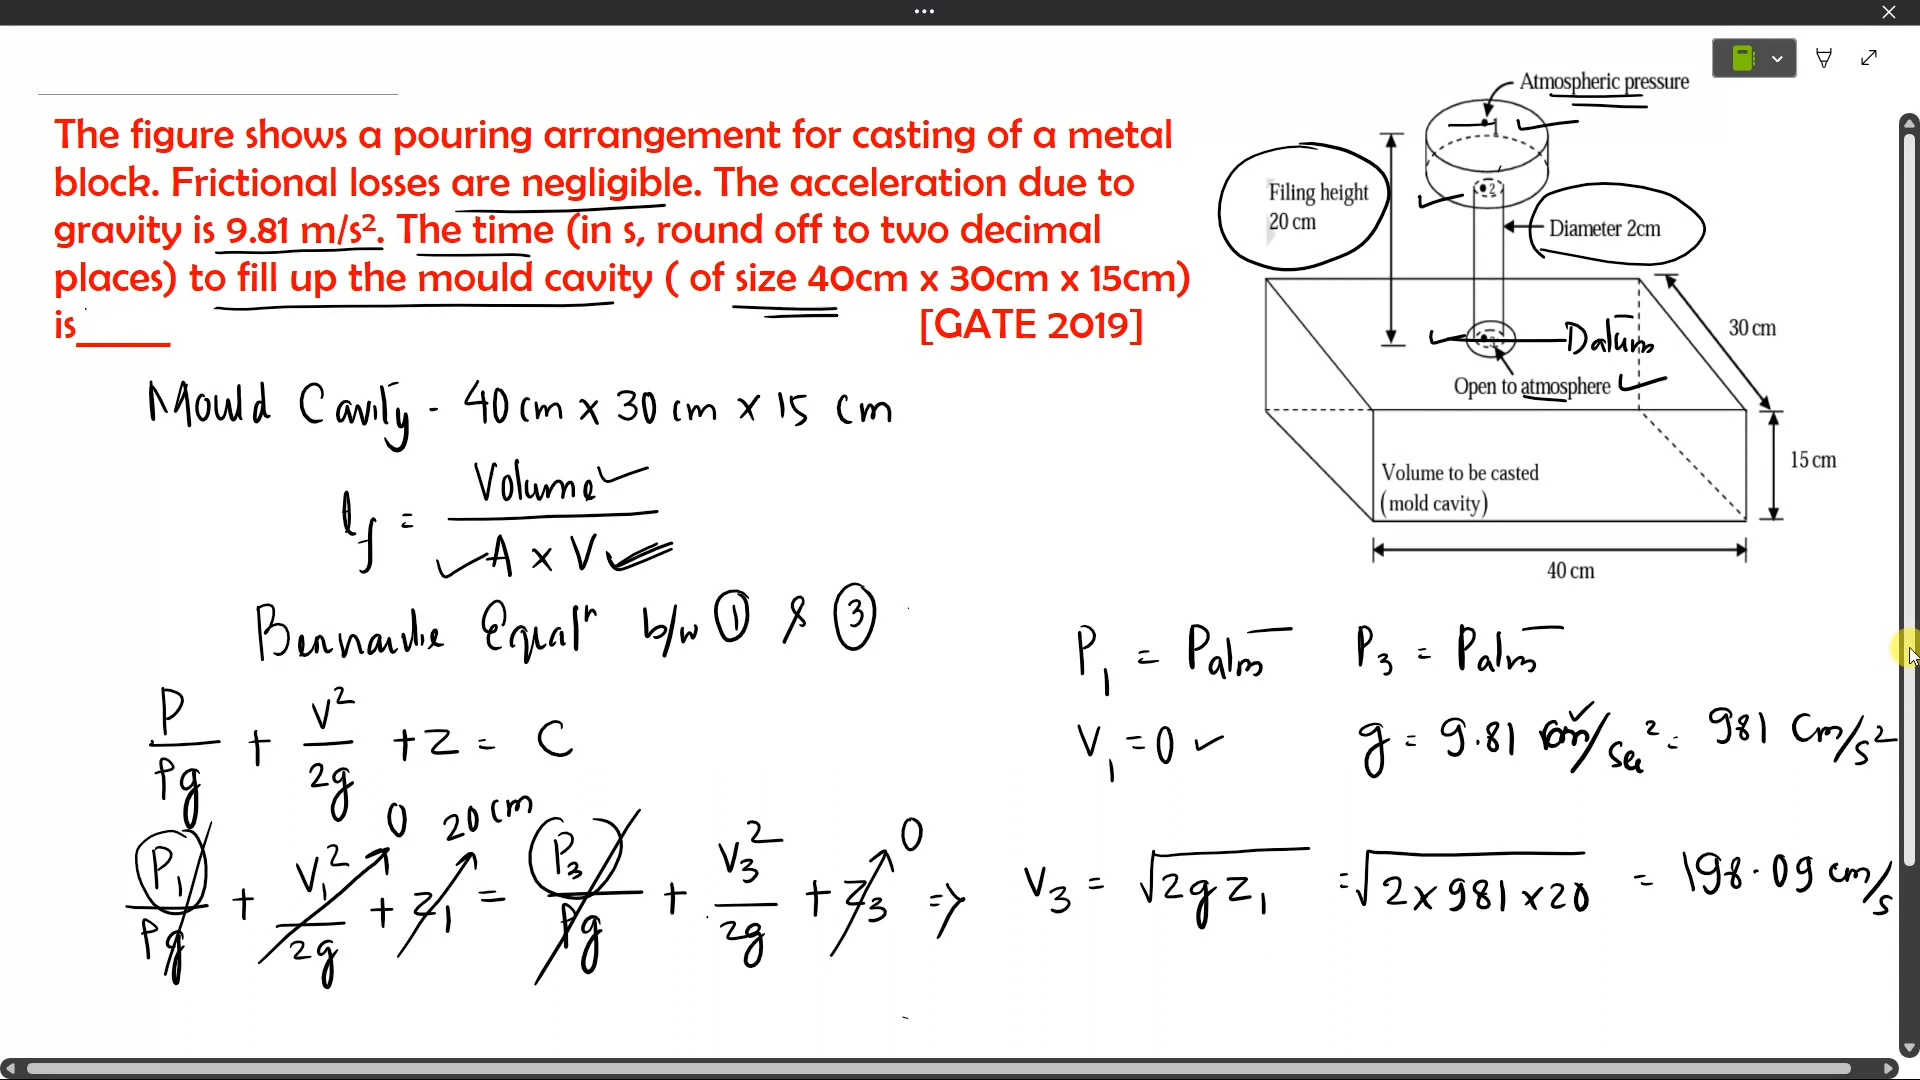 The figure shows a pouring arrangement for casting of a metal
block. Frictional losses are negligible. The acceleration due to
gravity is 9.81 m/s². The time (in s, round off to two decimal
places) to fill up the mould cavity ( of size 40cm x 30cm x 15cm)
is_____ [GATE 2019]
Atmospheric pressure
1
Filing height
20 cm
2
Diameter 2cm
Datum
3
Open to atmosphere
30 cm
15 cm
Volume to be casted
(mold cavity)
40 cm
Mould Cavity - 40 cm x 30 cm x 15 cm
tf = Volume / A x V
Equatn b/w ① & ③
P/ρg + V²/2g + Z = C
P₁/ρg + V₁²/2g + Z₁ = P₃/ρg + V₃²/2g + Z₃ =>
0 20 cm 0
P₁ = Patm P₃ = Patm
V₁ = 0 g = 9.81 m/sec² = 981 cm/s²
V₃ = √2gZ₁ = √2x981x20 = 198.09 cm/s